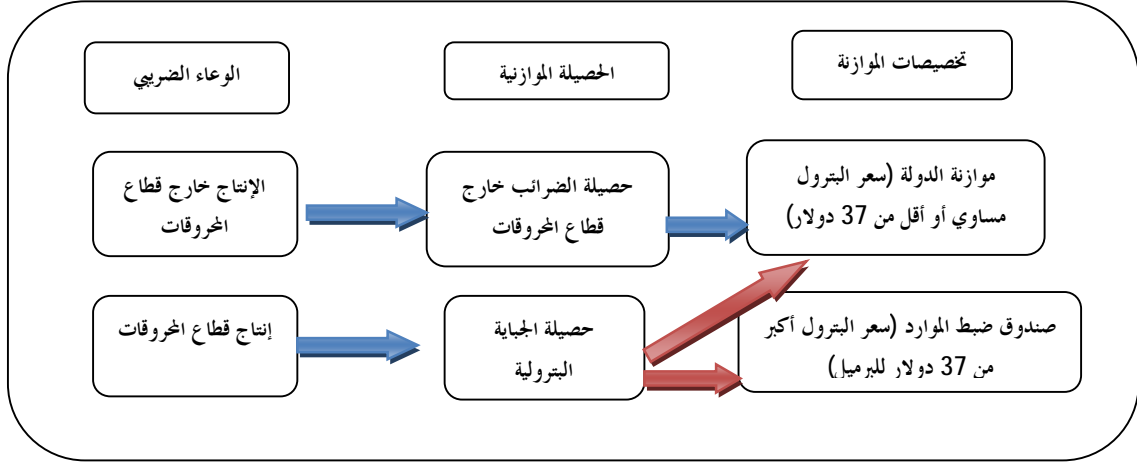 تخصيصات الموازنة
الحصيلة الموازنية
الوعاء الضريبي
موازنة الدولة (سعر البترول
مساوي أو أقل من 37 دولار)
حصيلة الضرائب خارج
قطاع المحروقات
الإنتاج خارج قطاع
المحروقات
صندوق ضبط الموارد (سعر البترول أكبر
من 37 دولار للبرميل)
حصيلة الجباية
البترولية
إنتاج قطاع المحروقات